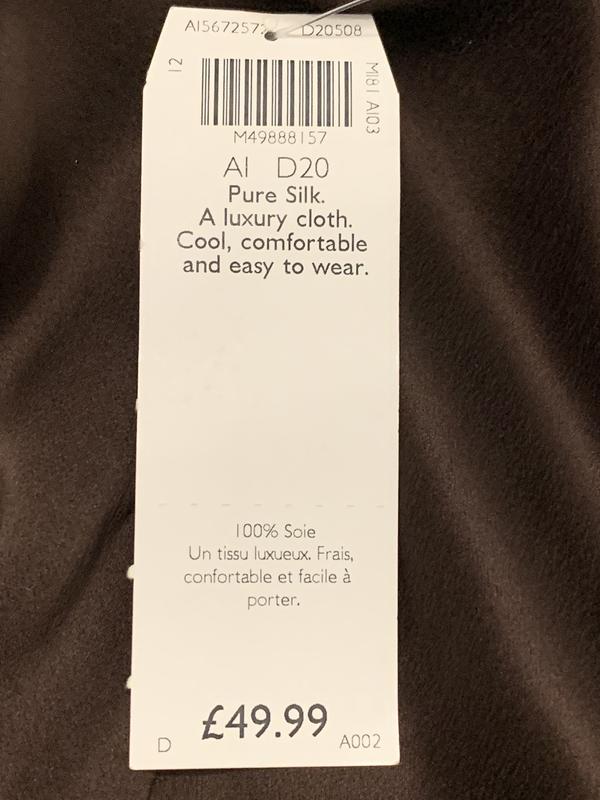 AI567257 D20508
12
M181 A103
M49888157
AI D20
Pure Silk.
A luxury cloth.
Cool, comfortable
and easy to wear.
100% Soie
Un tissu luxueux. Frais,
confortable et facile à
porter.
£49.99
D A002